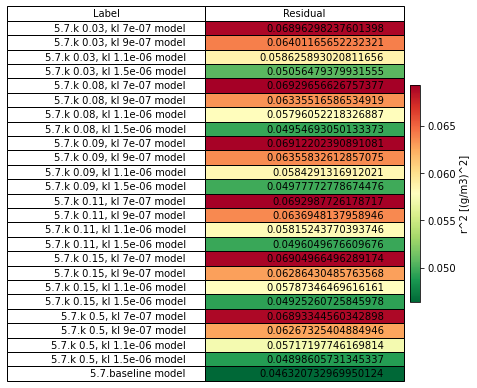 Label Residual
5.7.k 0.03, kl 7e-07 model 0.06896298237601398
5.7.k 0.03, kl 9e-07 model 0.06401165652232321
5.7.k 0.03, kl 1.1e-06 model 0.058625893020811656
5.7.k 0.03, kl 1.5e-06 model 0.05056479379931555
5.7.k 0.08, kl 7e-07 model 0.06929656626757377
5.7.k 0.08, kl 9e-07 model 0.06335516586534919
5.7.k 0.08, kl 1.1e-06 model 0.05796052218326887
5.7.k 0.08, kl 1.5e-06 model 0.04954693050133373
5.7.k 0.09, kl 7e-07 model 0.06912202390891081
5.7.k 0.09, kl 9e-07 model 0.06355832612857075
5.7.k 0.09, kl 1.1e-06 model 0.0584291316912021
5.7.k 0.09, kl 1.5e-06 model 0.04977772778674476
5.7.k 0.11, kl 7e-07 model 0.0692987726178717
5.7.k 0.11, kl 9e-07 model 0.0636948137958946
5.7.k 0.11, kl 1.1e-06 model 0.05815243770393746
5.7.k 0.11, kl 1.5e-06 model 0.0496049676609676
5.7.k 0.15, kl 7e-07 model 0.06904966496289174
5.7.k 0.15, kl 9e-07 model 0.06286430485763568
5.7.k 0.15, kl 1.1e-06 model 0.05787346469616161
5.7.k 0.15, kl 1.5e-06 model 0.04925260725845978
5.7.k 0.5, kl 7e-07 model 0.06893344560342898
5.7.k 0.5, kl 9e-07 model 0.06267325404884946
5.7.k 0.5, kl 1.1e-06 model 0.05717197746169814
5.7.k 0.5, kl 1.5e-06 model 0.04898605731345337
5.7.baseline model 0.046320732969950124
0.065
0.060
0.055
0.050
r^2 [(g/m3)^2]